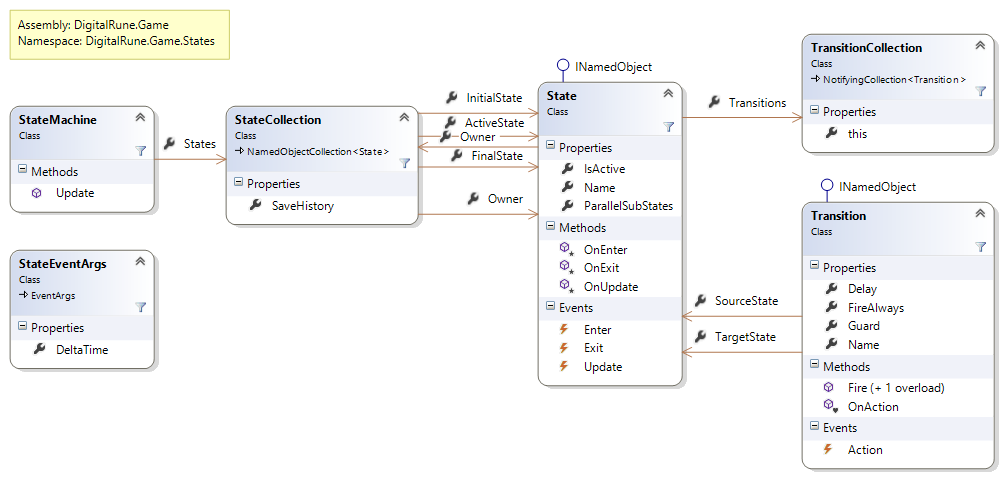 Assembly: DigitalRune.Game
Namespace: DigitalRune.Game.States
StateMachine
Class
Methods
Update
States
StateEventArgs
Class
EventArgs
Properties
DeltaTime
StateCollection
Class
NamedObjectCollection<State>
Properties
SaveHistory
InitialState
ActiveState
Owner
FinalState
Owner
INamedObject
State
Class
Properties
IsActive
Name
ParallelSubStates
Methods
OnEnter
OnExit
OnUpdate
Events
Enter
Exit
Update
Transitions
SourceState
TargetState
TransitionCollection
Class
NotifyingCollection<Transition>
Properties
this
INamedObject
Transition
Class
Properties
Delay
FireAlways
Guard
Name
Methods
Fire (+ 1 overload)
OnAction
Events
Action